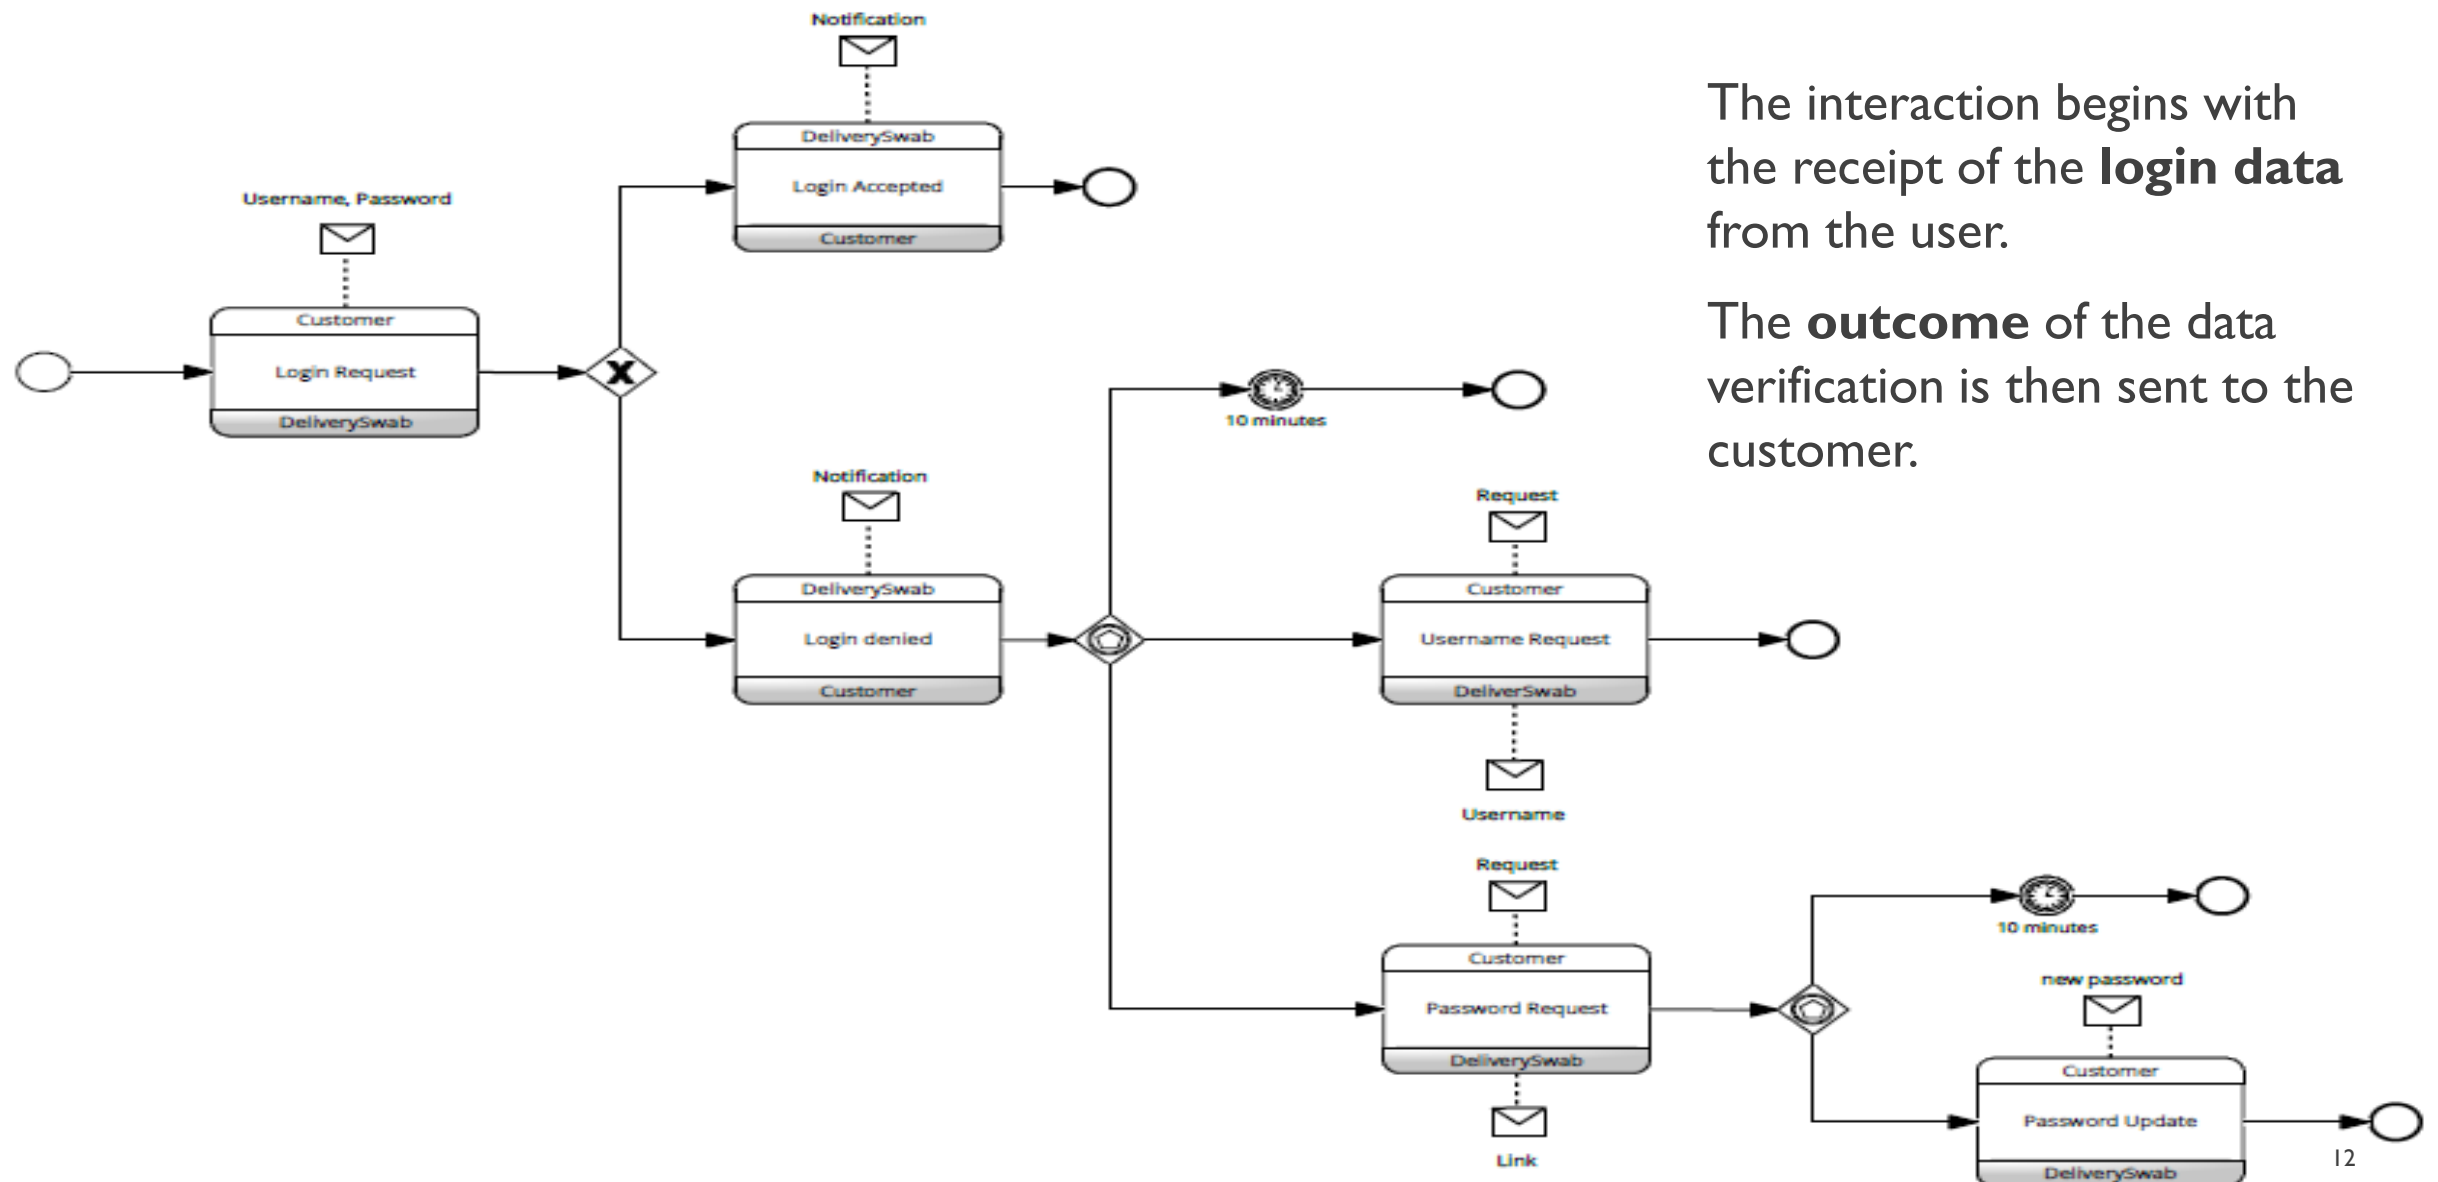 Notification
DeliverySwab
Login Accepted
Customer
Username, Password
Customer
Login Request
DeliverySwab
X
The interaction begins with
the receipt of the login data
from the user.
The outcome of the data
verification is then sent to the
customer.
10 minutes
Notification
DeliverySwab
Login denied
Customer
Request
Customer
Username Request
DeliverSwab
Username
Request
Customer
Password Request
DeliverySwab
Link
10 minutes
new password
Customer
Password Update
DeliverySwab
12